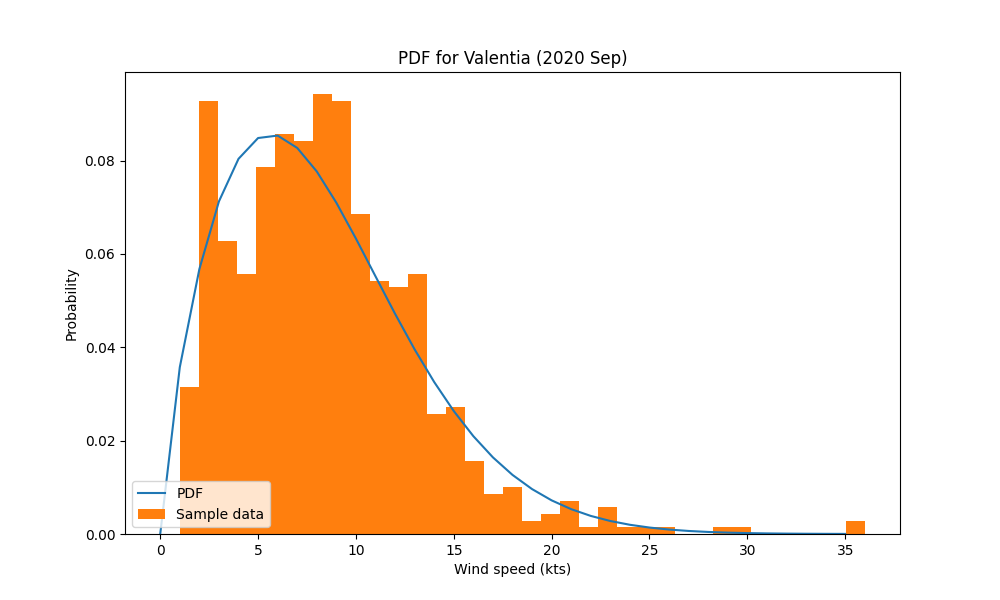 PDF for Valentia (2020 Sep)
Probability
0.08
0.06
0.04
0.02
0.00
PDF
Sample data
0 5 10 15 20 25 30 35
Wind speed (kts)